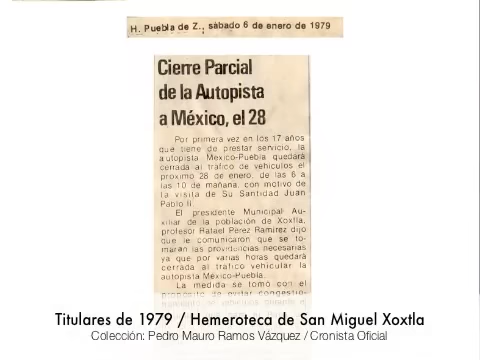 H. Puebla de Z., sábado 6 de enero de 1979
Cierre Parcial
de la Autopista
a México, el 28
Por primera vez en los 17 años
que tiene de prestar servicio, la
autopista México-Puebla quedará
cerrada al tráfico de vehículos el
próximo 28 de enero, de las 6 a
las 10 de mañana, con motivo de
la visita de Su Santidad Juan
Pablo II.
El presidente Municipal Au-
xiliar de la población de Xoxtla,
profesor Rafael Pérez Ramírez dijo
que le comunicaron que se to-
marán las providencias necesarias
ya que por varias horas quedará
cerrada al tráfico vehicular la
autopista México-Puebla.
La medida se tomó con el
propósito de evitar congesti-
Titulares de 1979 / Hemeroteca de San Miguel Xoxtla
Colección: Pedro Mauro Ramos Vázquez / Cronista Oficial